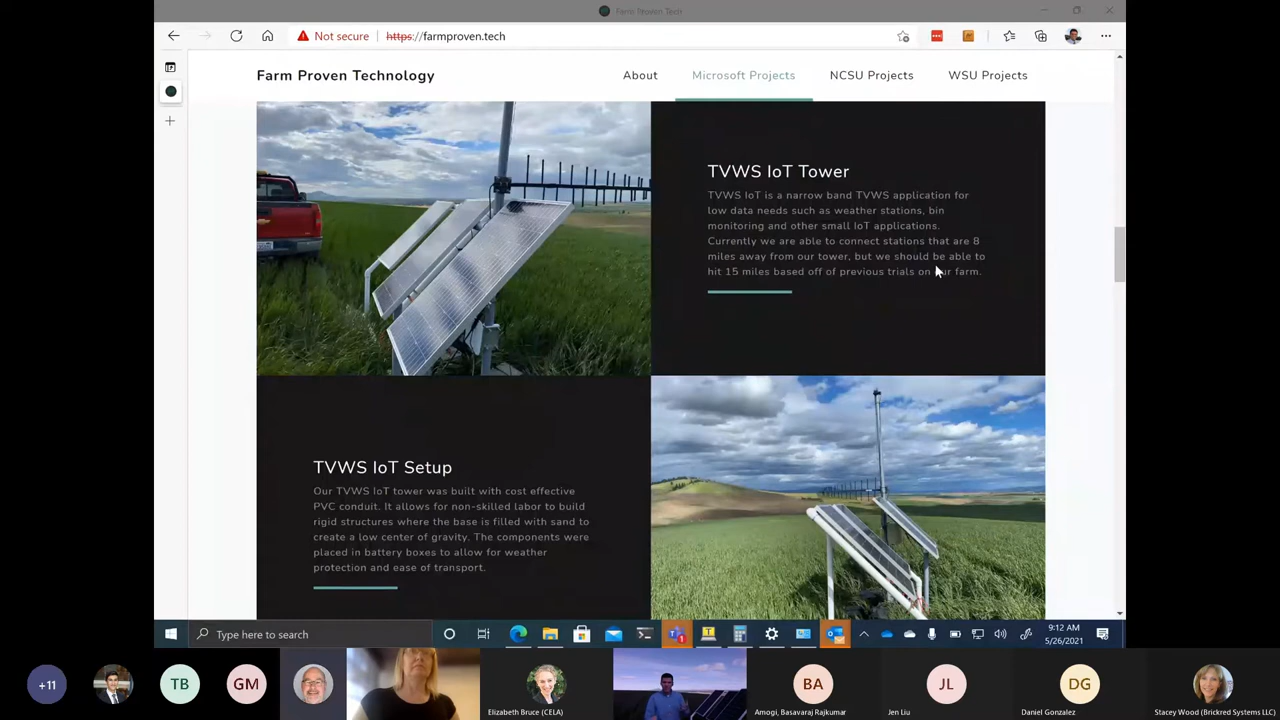 Farm Proven Tech
Not secure https://farmproven.tech
Farm Proven Technology
About Microsoft Projects NCSU Projects WSU Projects
TVWS IoT Tower
TVWS IoT is a narrow band TVWS application for
low data needs such as weather stations, bin
monitoring and other small IoT applications.
Currently we are able to connect stations that are 8
miles away from our tower, but we should be able to
hit 15 miles based off of previous trials on our farm.
TVWS IoT Setup
Our TVWS IoT tower was built with cost effective
PVC conduit. It allows for non-skilled labor to build
rigid structures where the base is filled with sand to
create a low center of gravity. The components were
placed in battery boxes to allow for weather
protection and ease of transport.
Type here to search
9:12 AM
5/26/2021
+11 TB GM BA JL DG
Elizabeth Bruce (CELA) Amogi, Basavaraj Rajkumar Jen Liu Daniel Gonzalez Stacey Wood (Brickred Systems LLC)